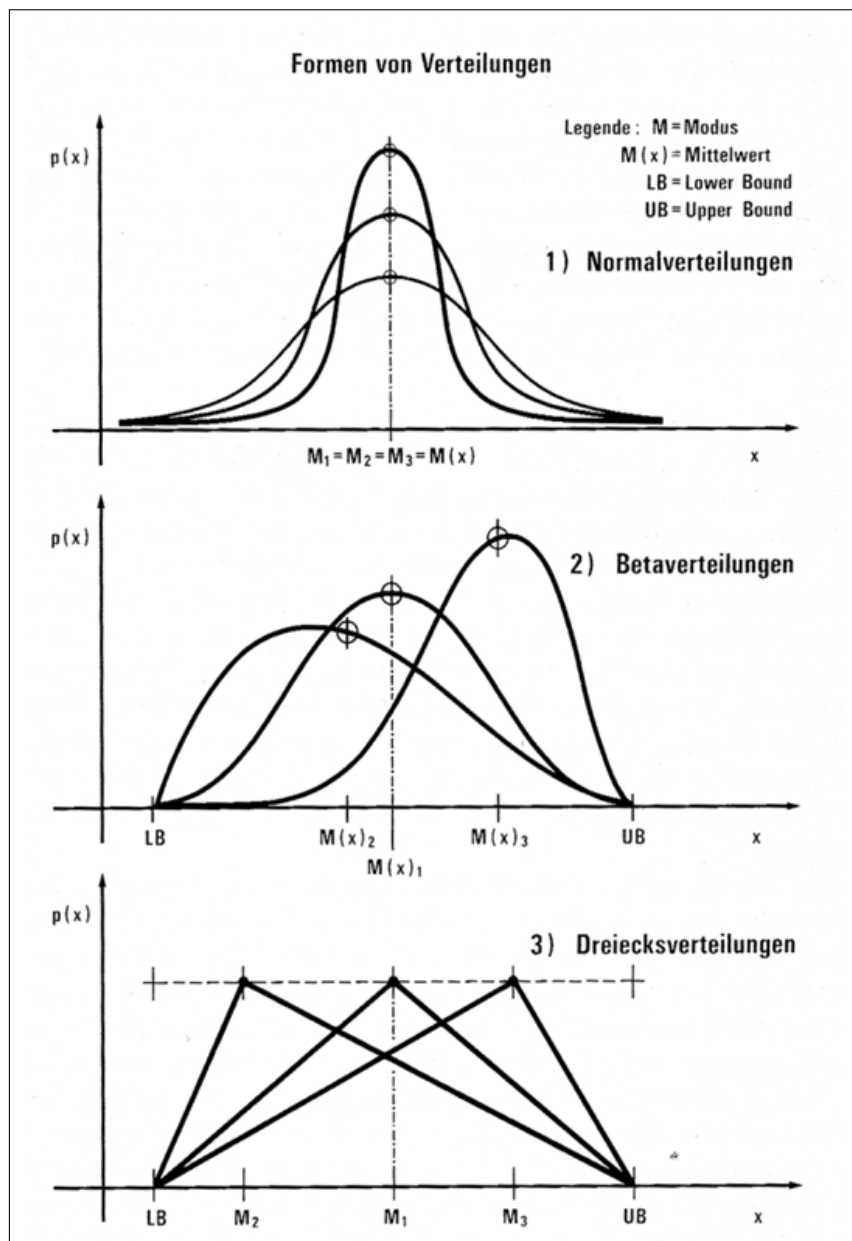 Formen von Verteilungen
p(x)
Legende: M = Modus
M(x) = Mittelwert
LB = Lower Bound
UB = Upper Bound
1) Normalverteilungen
M₁ = M₂ = M₃ = M(x)
x
p(x)
2) Betaverteilungen
LB
M(x)₂
M(x)₃
UB
x
M(x)₁
p(x)
3) Dreiecksverteilungen
LB
M₂
M₁
M₃
UB
x